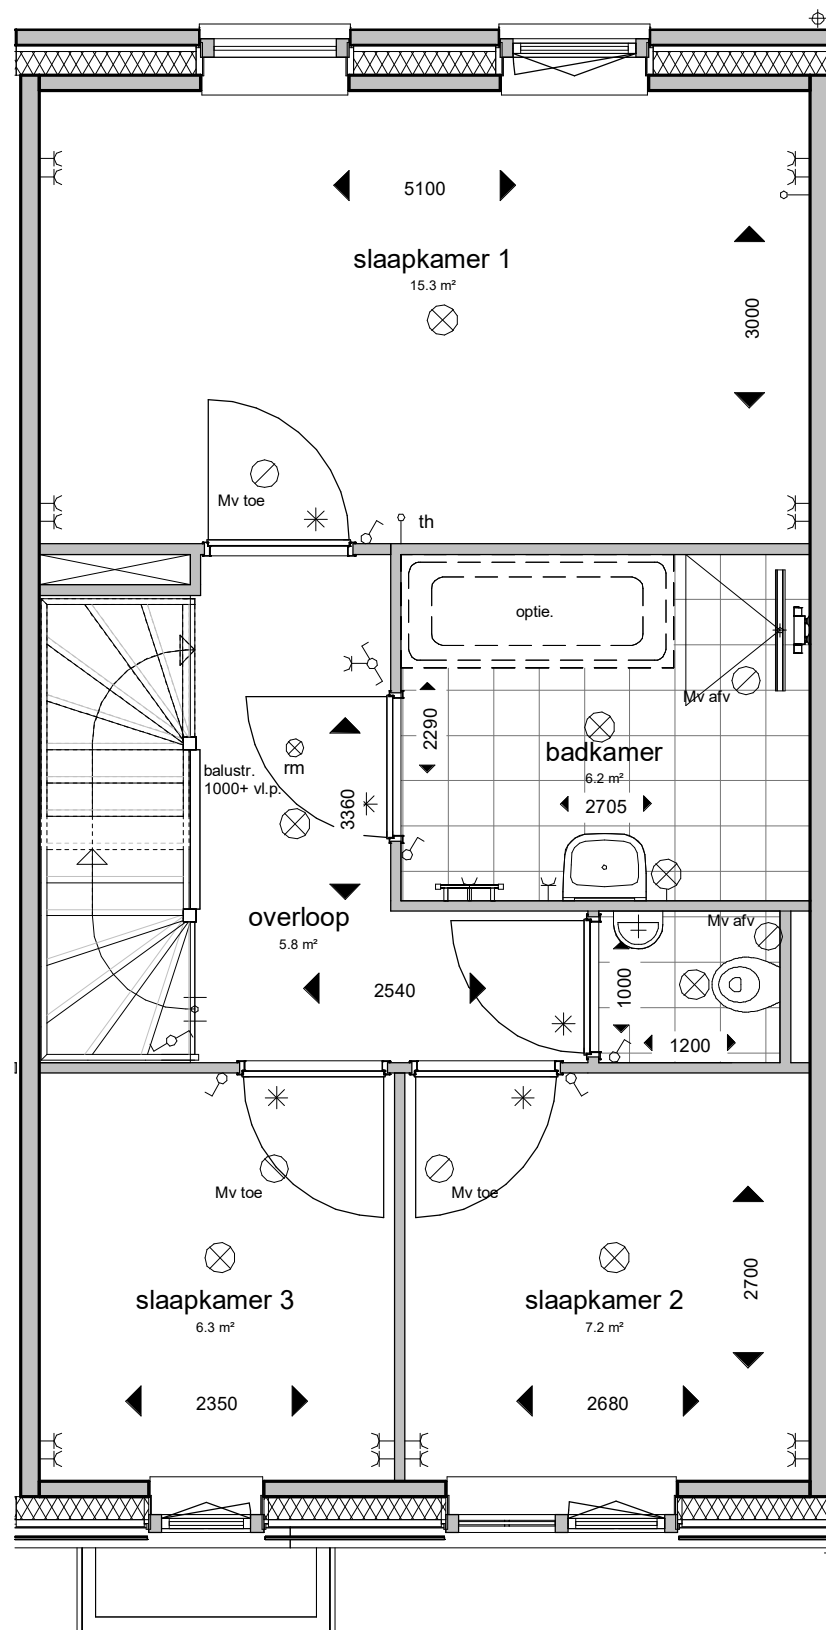 5100
slaapkamer 1
15.3 m²
3000
Mv toe
th
optie.
Mv afv
2290
badkamer
6.2 m²
2705
balustr.
1000+ vl.p.
rm
3360
overloop
5.8 m²
2540
Mv afv
1000
1200
Mv toe
Mv toe
2700
slaapkamer 3
6.3 m²
slaapkamer 2
7.2 m²
2350
2680